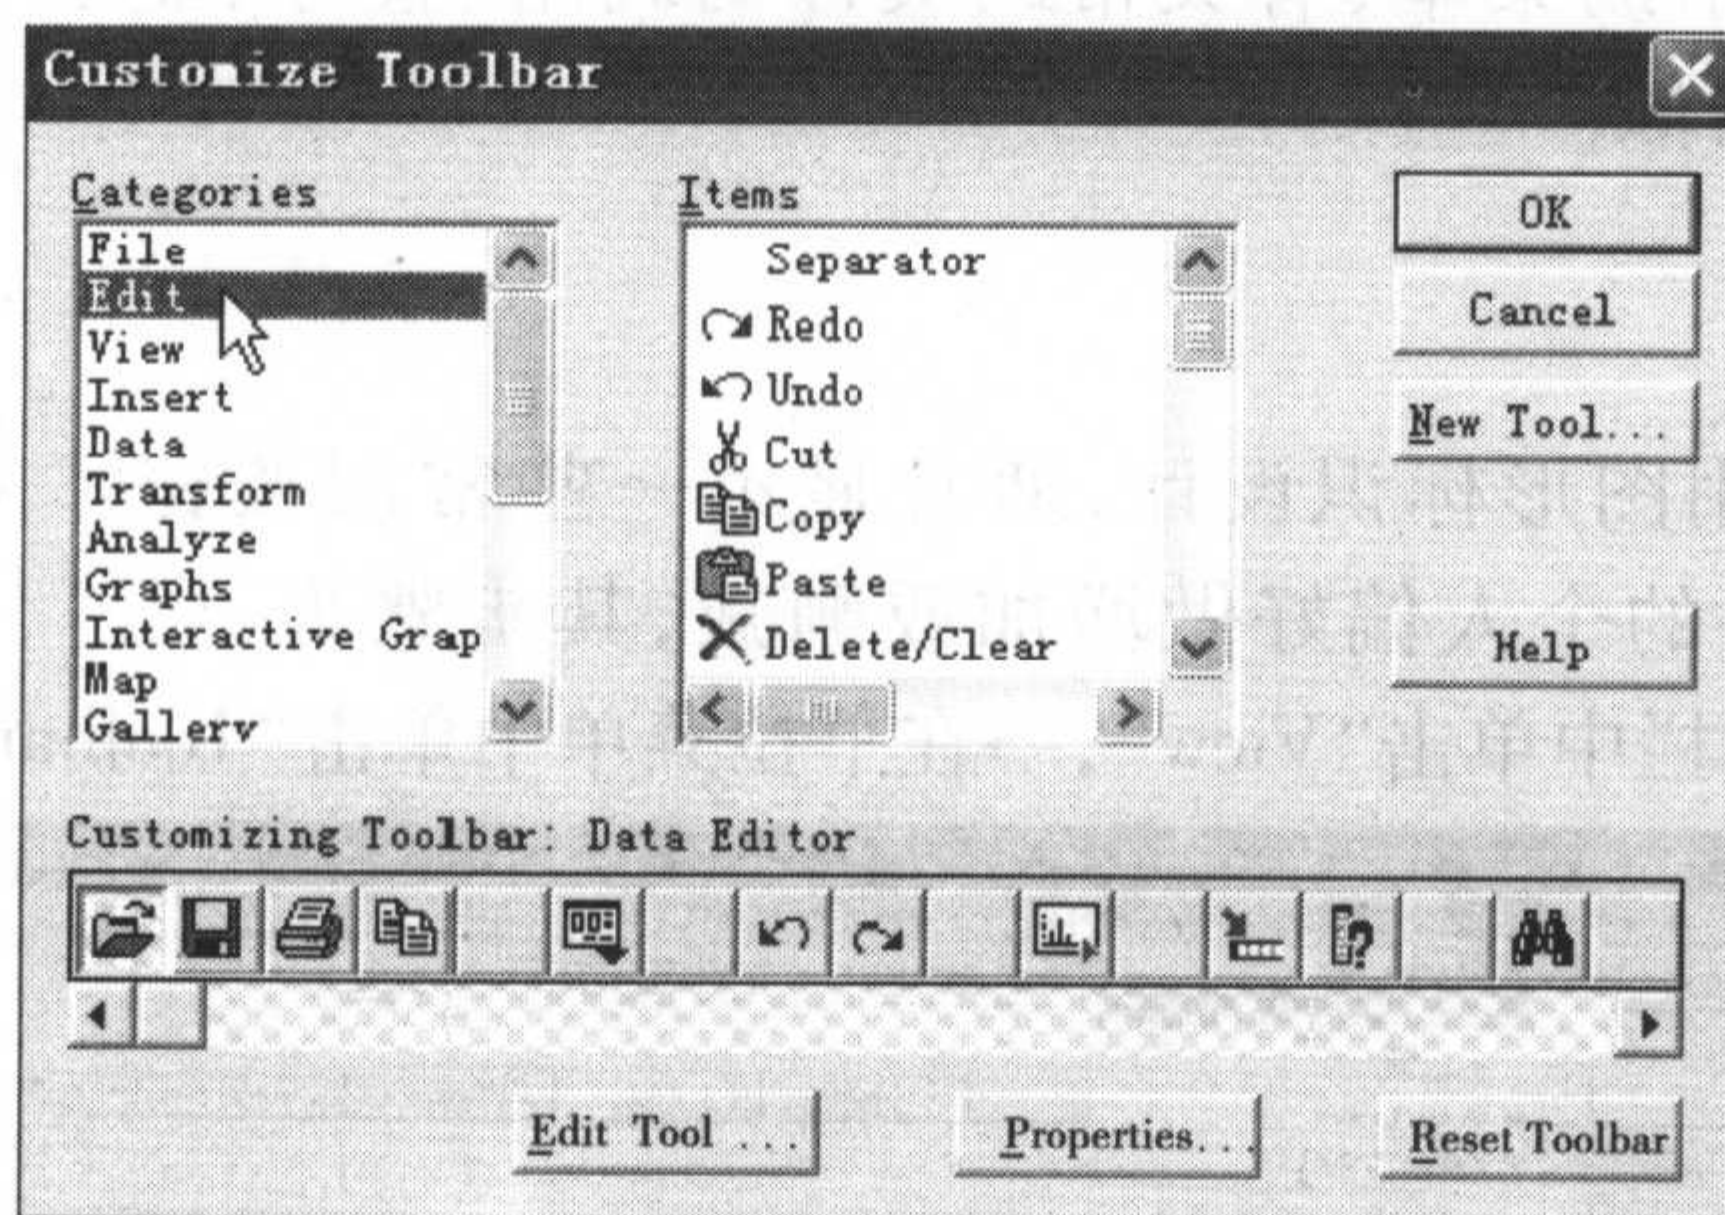 Customize Toolbar
Categories
File
Edit
View
Insert
Data
Transform
Analyze
Graphs
Interactive Grap
Map
Gallery
Items
Separator
Redo
Undo
Cut
Copy
Paste
Delete/Clear
OK
Cancel
New Tool...
Help
Customizing Toolbar: Data Editor
Edit Tool ...
Properties...
Reset Toolbar